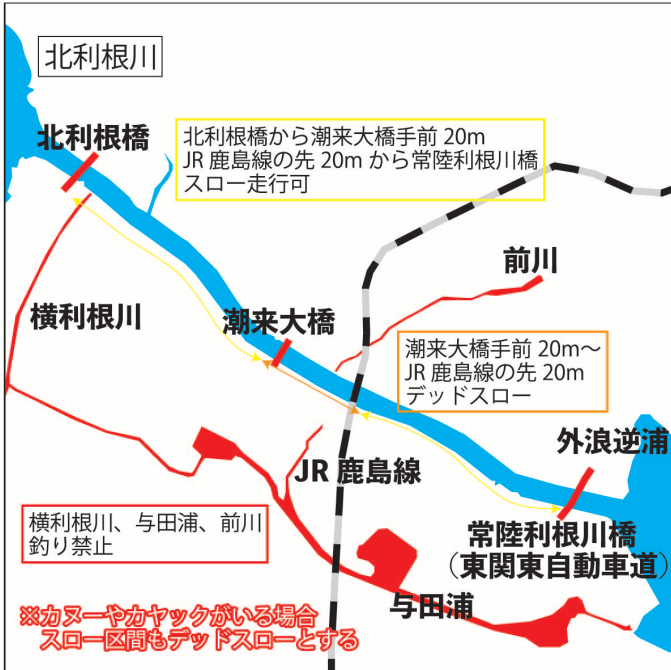 北利根川
北利根橋
北利根橋から潮来大橋手前 20m
JR 鹿島線の先 20m から常陸利根川橋
スロー走行可
前川
横利根川
潮来大橋
潮来大橋手前 20m～
JR 鹿島線の先 20m
デッドスロー
外浪逆浦
JR 鹿島線
横利根川、与田浦、前川
釣り禁止
常陸利根川橋
（東関東自動車道）
与田浦
※カヌーやカヤックがいる場合
スロー区間もデッドスローとする